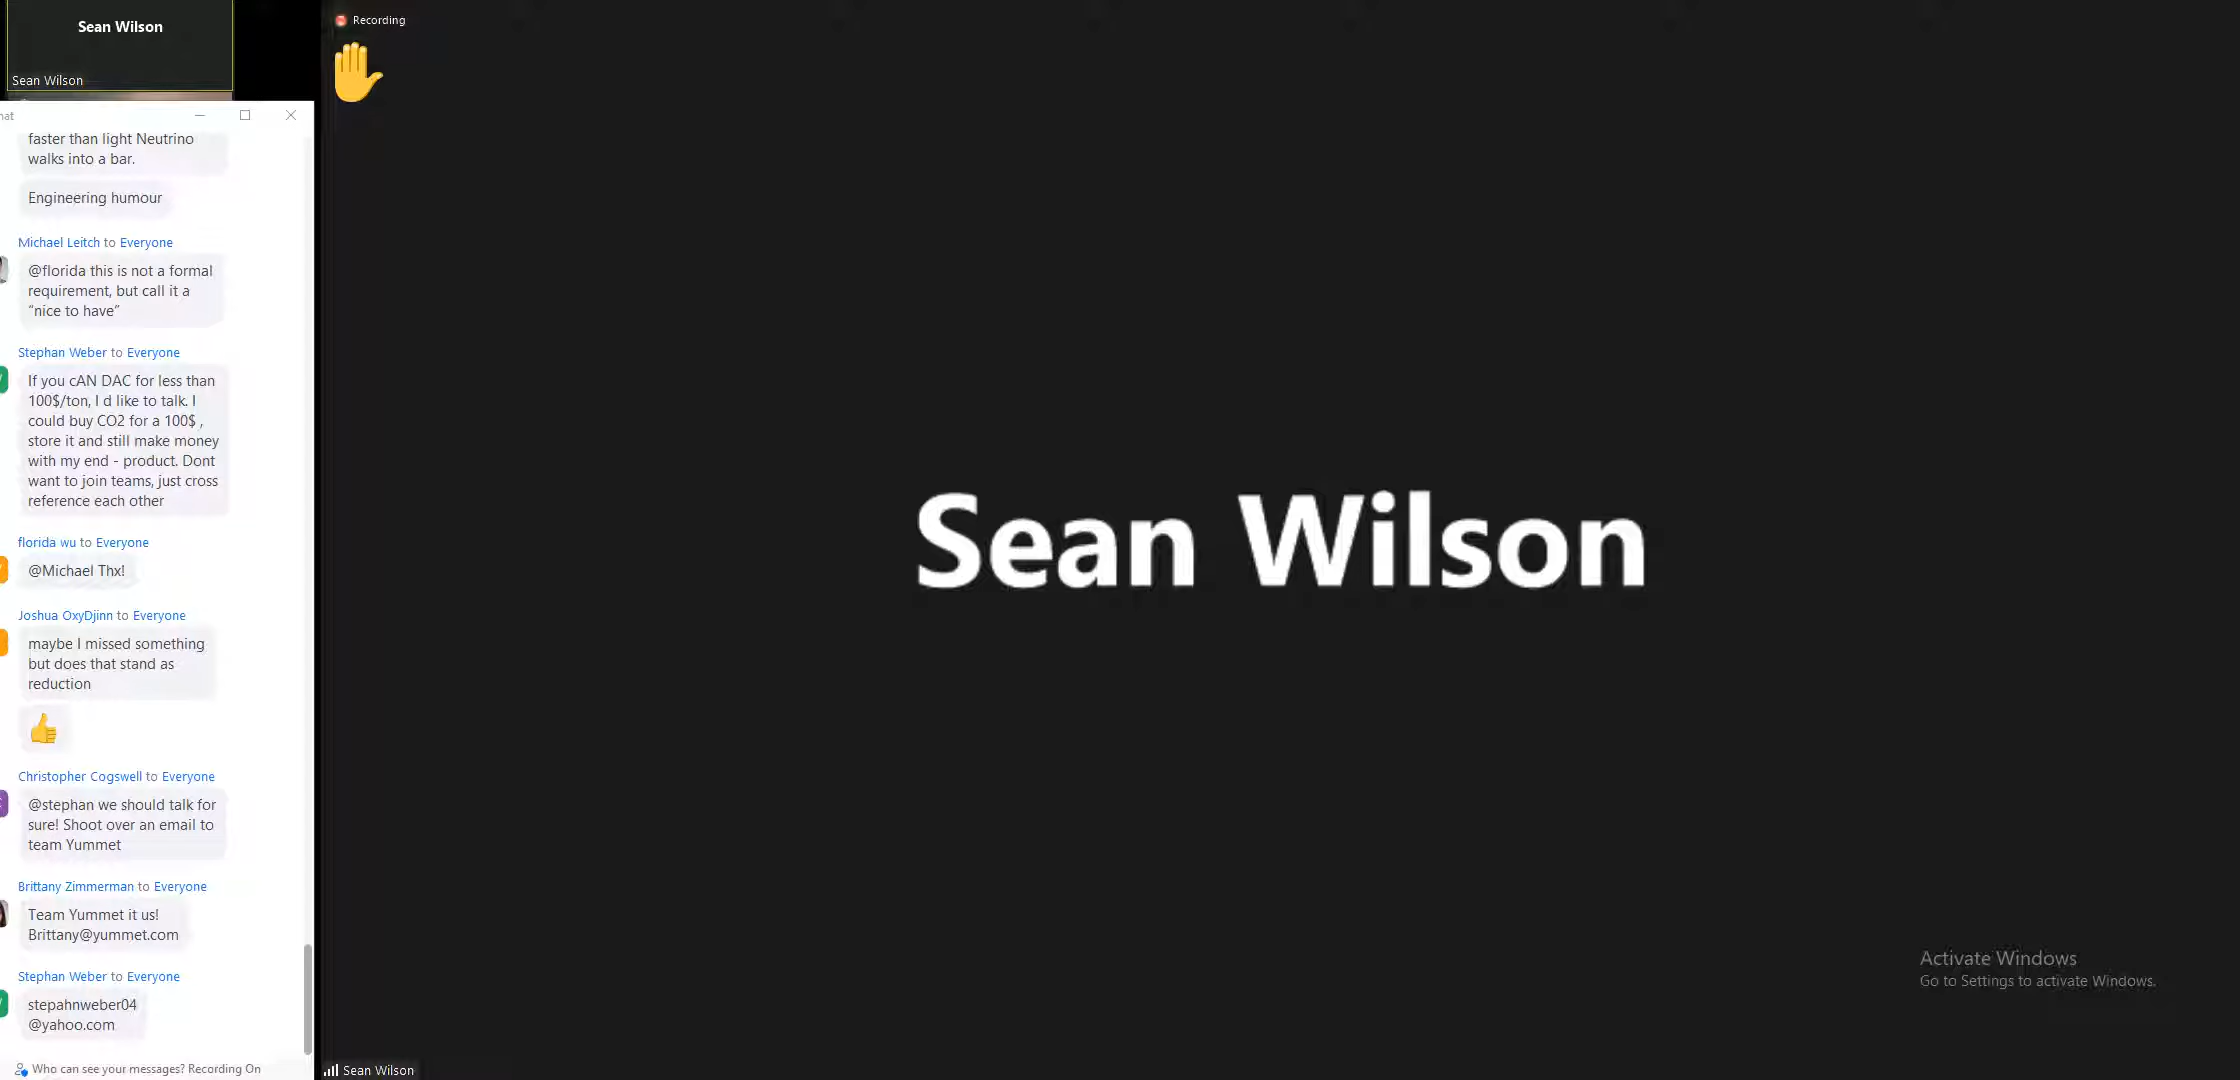 Sean Wilson
Sean Wilson
Recording
faster than light Neutrino
walks into a bar.
Engineering humour
Michael Leitch to Everyone
@florida this is not a formal
requirement, but call it a
“nice to have”
Stephan Weber to Everyone
If you cAN DAC for less than
100$/ton, I d like to talk. I
could buy CO2 for a 100$ ,
store it and still make money
with my end - product. Dont
want to join teams, just cross
reference each other
florida wu to Everyone
@Michael Thx!
Joshua OxyDjinn to Everyone
maybe I missed something
but does that stand as
reduction
Christopher Cogswell to Everyone
@stephan we should talk for
sure! Shoot over an email to
team Yummet
Brittany Zimmerman to Everyone
Team Yummet it us!
Brittany@yummet.com
Stephan Weber to Everyone
stepahnweber04
@yahoo.com
Who can see your messages? Recording On
Sean Wilson
Activate Windows
Go to Settings to activate Windows.
Sean Wilson